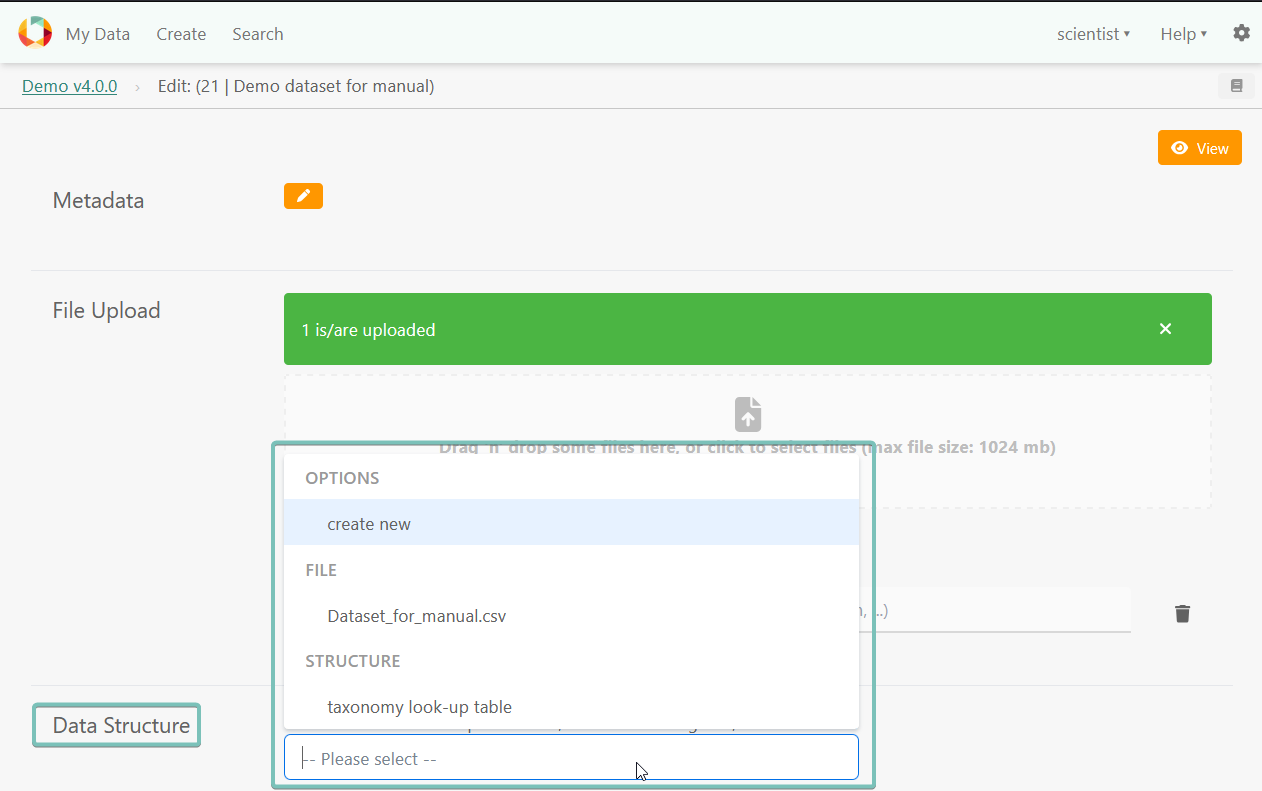 My Data Create Search scientist Help
Demo v4.0.0 › Edit: (21 | Demo dataset for manual)
View
Metadata
File Upload
1 is/are uploaded
Drag 'n' drop some files here, or click to select files (max file size: 1024 mb)
OPTIONS
create new
FILE
Dataset_for_manual.csv
...)
STRUCTURE
taxonomy look-up table
Data Structure
-- Please select --